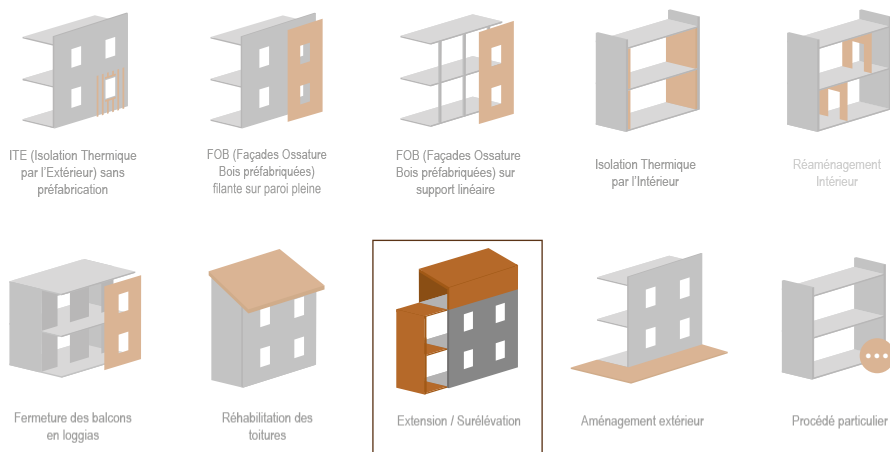 ITE (Isolation Thermique
par l'Extérieur) sans
préfabrication
FOB (Façades Ossature
Bois préfabriquées)
filante sur paroi pleine
FOB (Façades Ossature
Bois préfabriquées) sur
support linéaire
Isolation Thermique
par l'Intérieur
Réaménagement
Intérieur
Fermeture des balcons
en loggias
Réhabilitation des
toitures
Extension / Surélévation
Aménagement extérieur
Procédé particulier